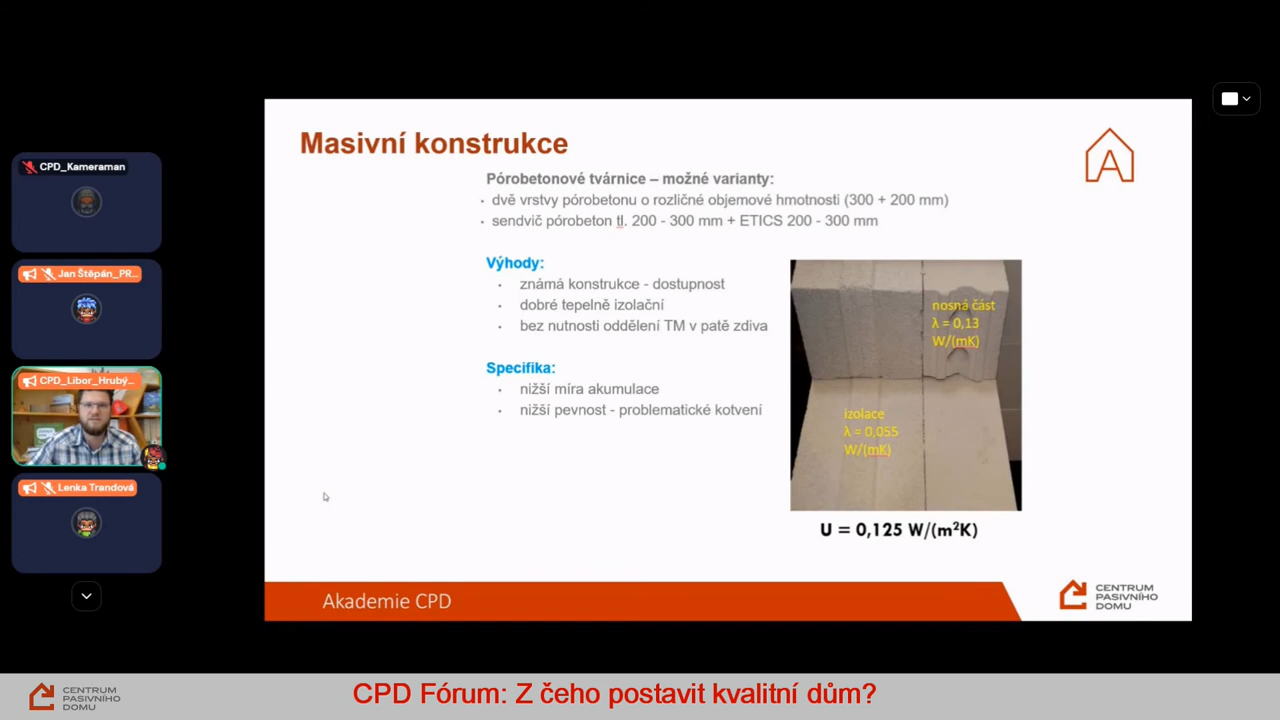 CPD_Kameraman
Jan Štěpán_PR...
CPD_Libor_Hrubý...
Lenka Trandová
Masivní konstrukce
A
Pórobetonové tvárnice – možné varianty:
• dvě vrstvy pórobetonu o rozličné objemové hmotnosti (300 + 200 mm)
• sendvič pórobeton tl. 200 - 300 mm + ETICS 200 - 300 mm
Výhody:
• známá konstrukce - dostupnost
• dobré tepelně izolační
• bez nutnosti oddělení TM v patě zdiva
Specifika:
• nižší míra akumulace
• nižší pevnost - problematické kotvení
nosná část
λ = 0,13
W/(mK)
izolace
λ = 0,055
W/(mK)
U = 0,125 W/(m²K)
Akademie CPD
CENTRUM
PASIVNÍHO
DOMU
CENTRUM
PASIVNÍHO
DOMU
CPD Fórum: Z čeho postavit kvalitní dům?